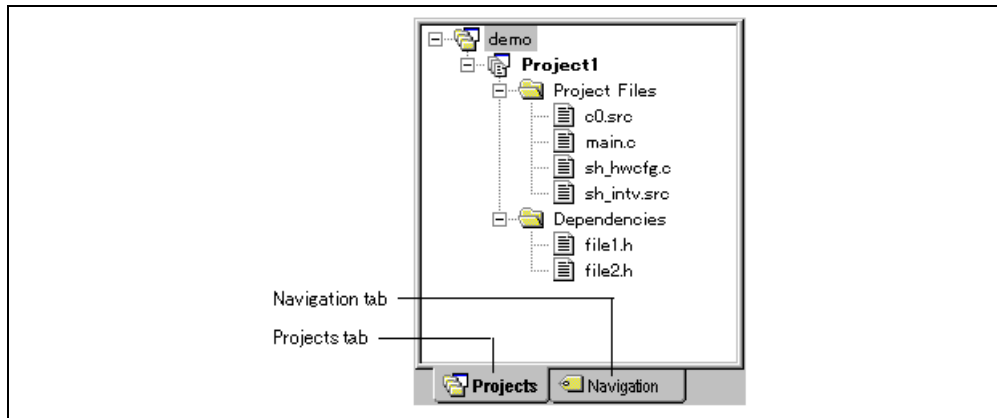 demo
Project1
Project Files
c0.src
main.c
sh_hwcfg.c
sh_intv.src
Dependencies
file1.h
file2.h
Navigation tab
Projects tab
Projects Navigation